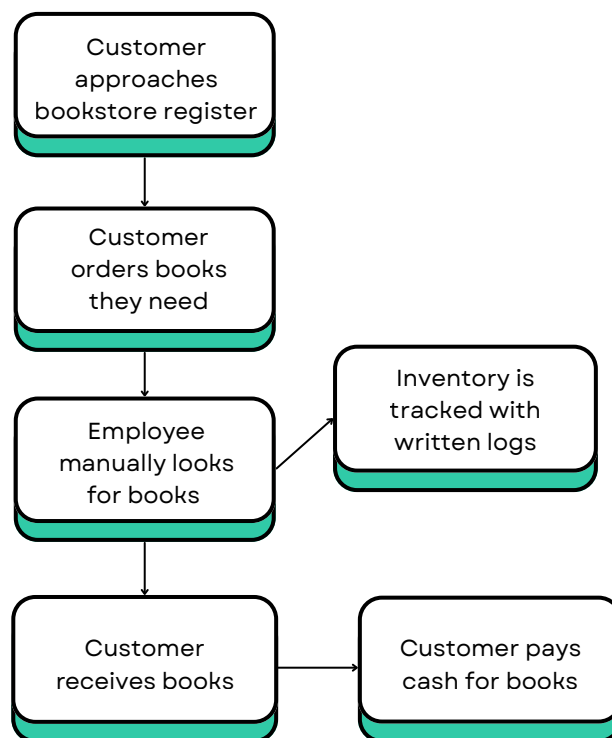 Customer
approaches
bookstore register
Customer
orders books
they need
Employee
manually looks
for books
Inventory is
tracked with
written logs
Customer
receives books
Customer pays
cash for books